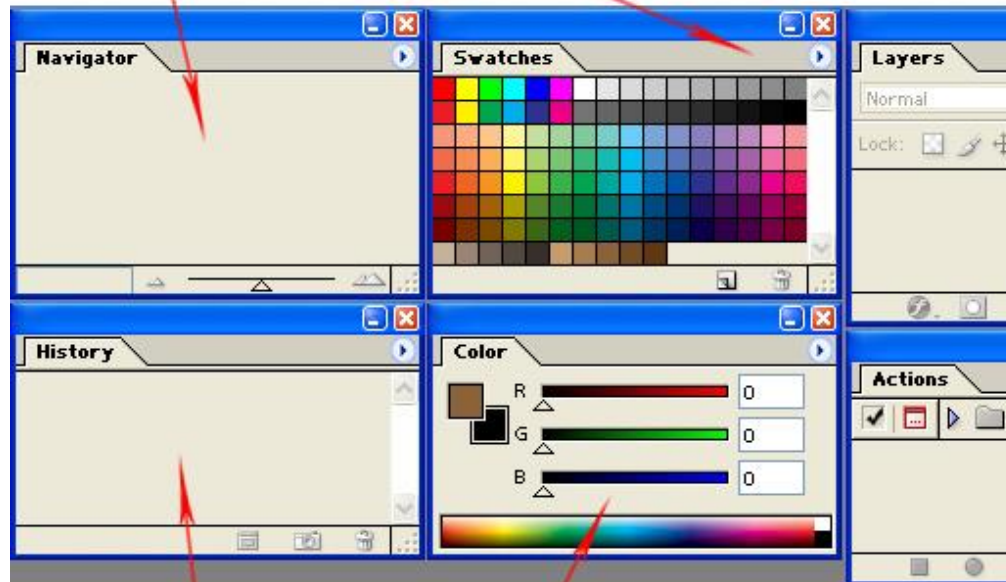 Navigator
Swatches
Layers
Normal
Lock:
History
Color
R 0
G 0
B 0
Actions